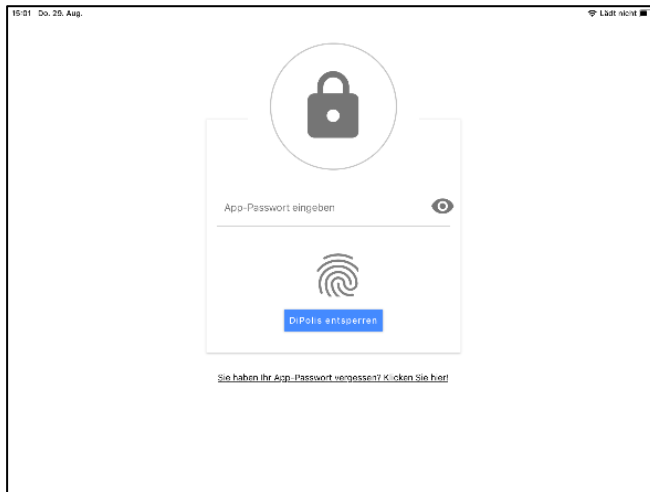 15:01 Do. 29. Aug.
Lädt nicht
App-Passwort eingeben
DiPolis entsperren
Sie haben Ihr App-Passwort vergessen? Klicken Sie hier!